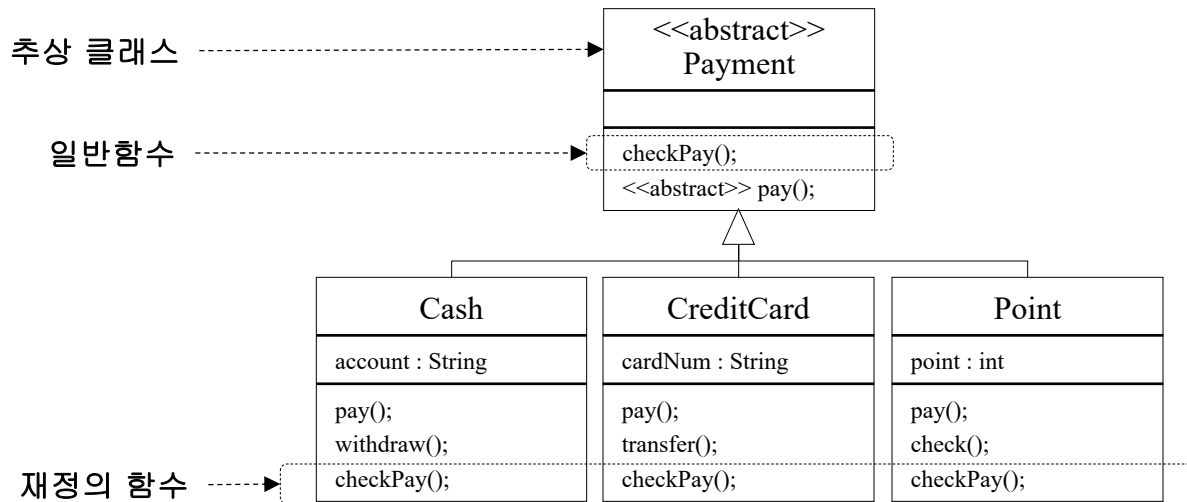 추상 클래스
<<abstract>>
Payment
일반함수
checkPay();
<<abstract>> pay();
Cash
CreditCard
Point
account : String
cardNum : String
point : int
pay();
withdraw();
checkPay();
pay();
transfer();
checkPay();
pay();
check();
checkPay();
재정의 함수